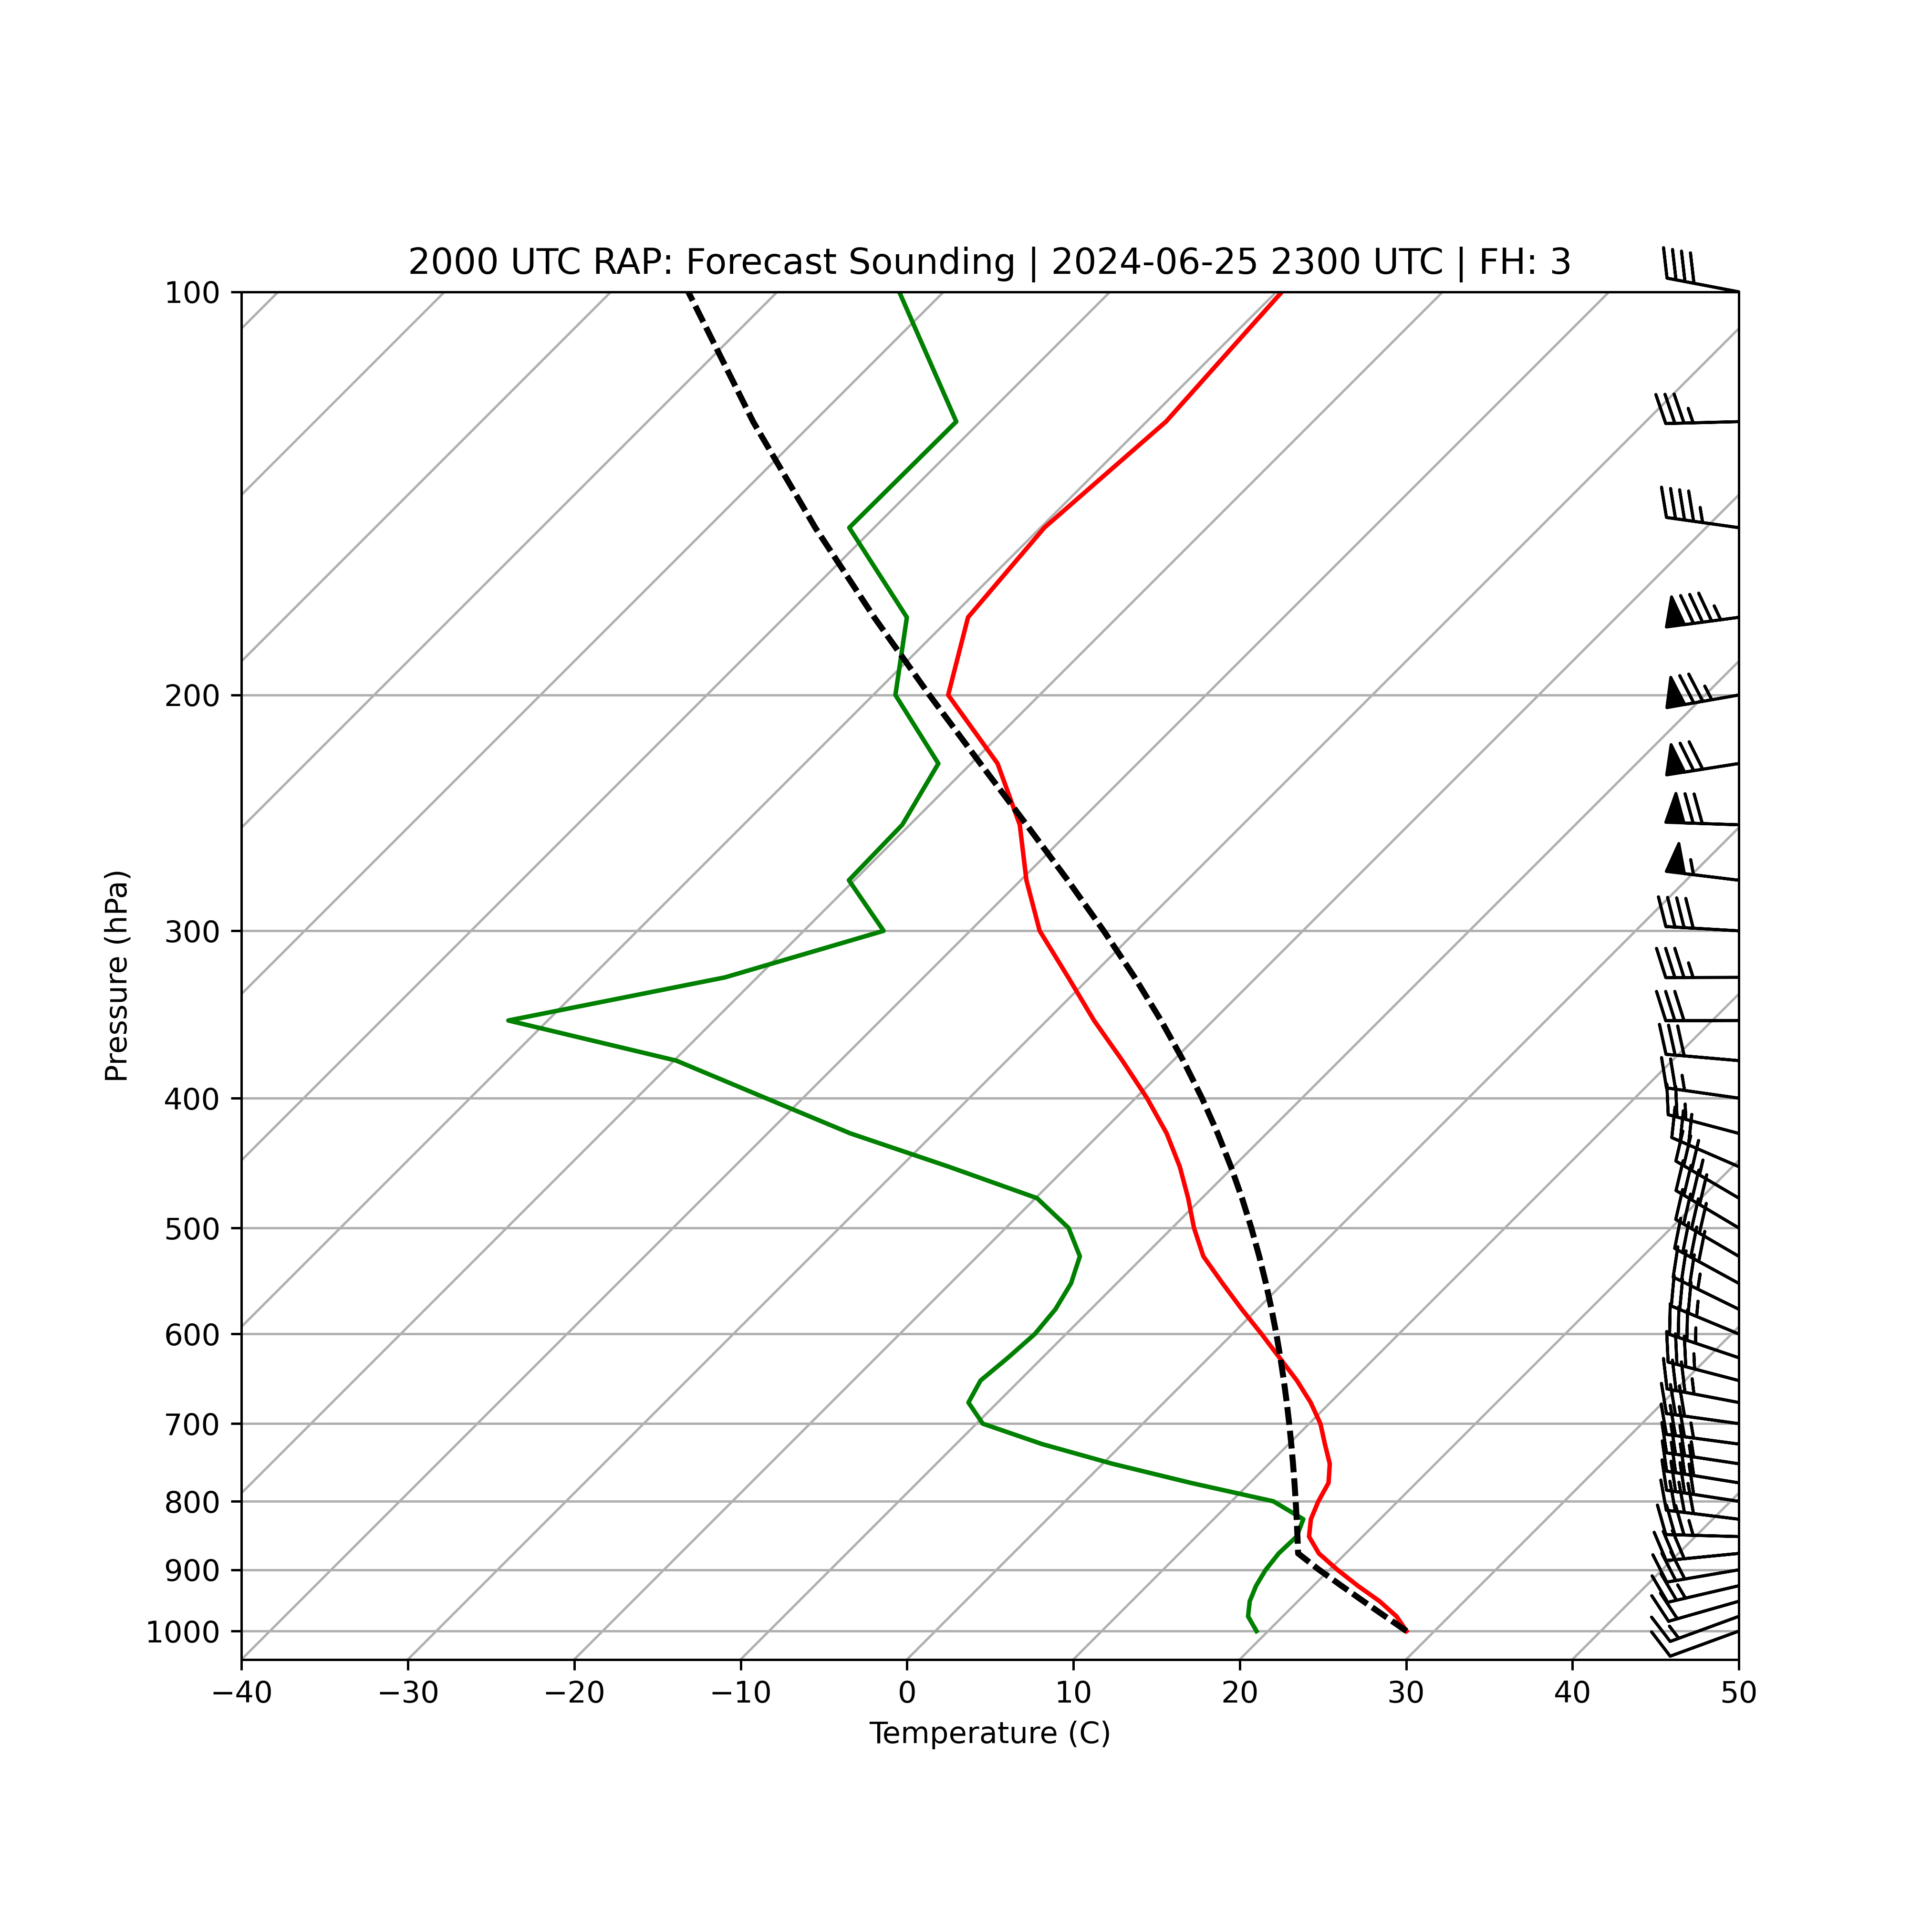 2000 UTC RAP: Forecast Sounding | 2024-06-25 2300 UTC | FH: 3
100
200
300
400
500
600
700
800
900
1000
Pressure (hPa)
−40 −30 −20 −10 0 10 20 30 40 50
Temperature (C)